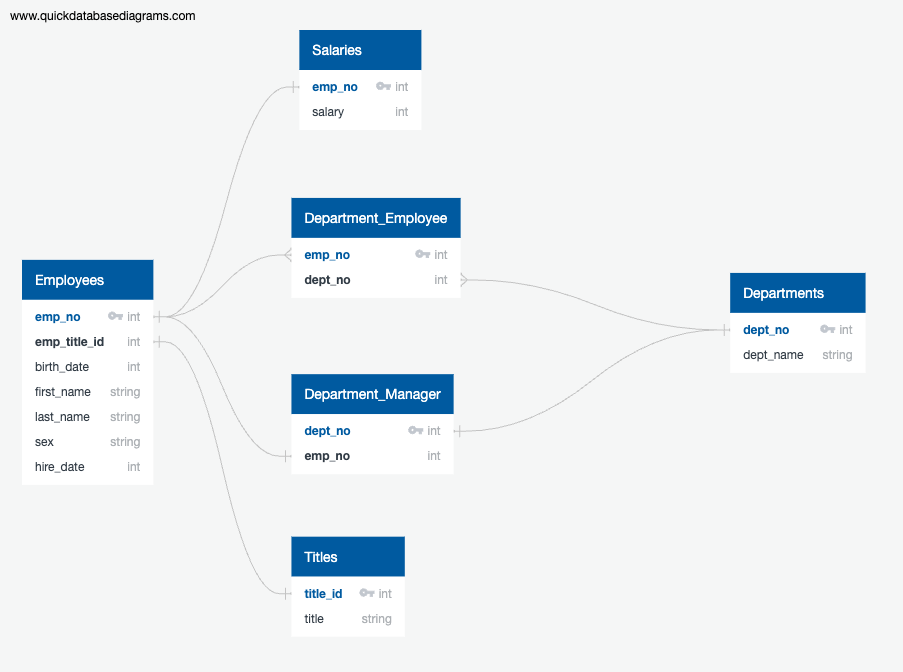 www.quickdatabasediagrams.com
Salaries
emp_no int
salary int
Department_Employee
emp_no int
dept_no int
Employees
emp_no int
emp_title_id int
birth_date int
first_name string
last_name string
sex string
hire_date int
Departments
dept_no int
dept_name string
Department_Manager
dept_no int
emp_no int
Titles
title_id int
title string